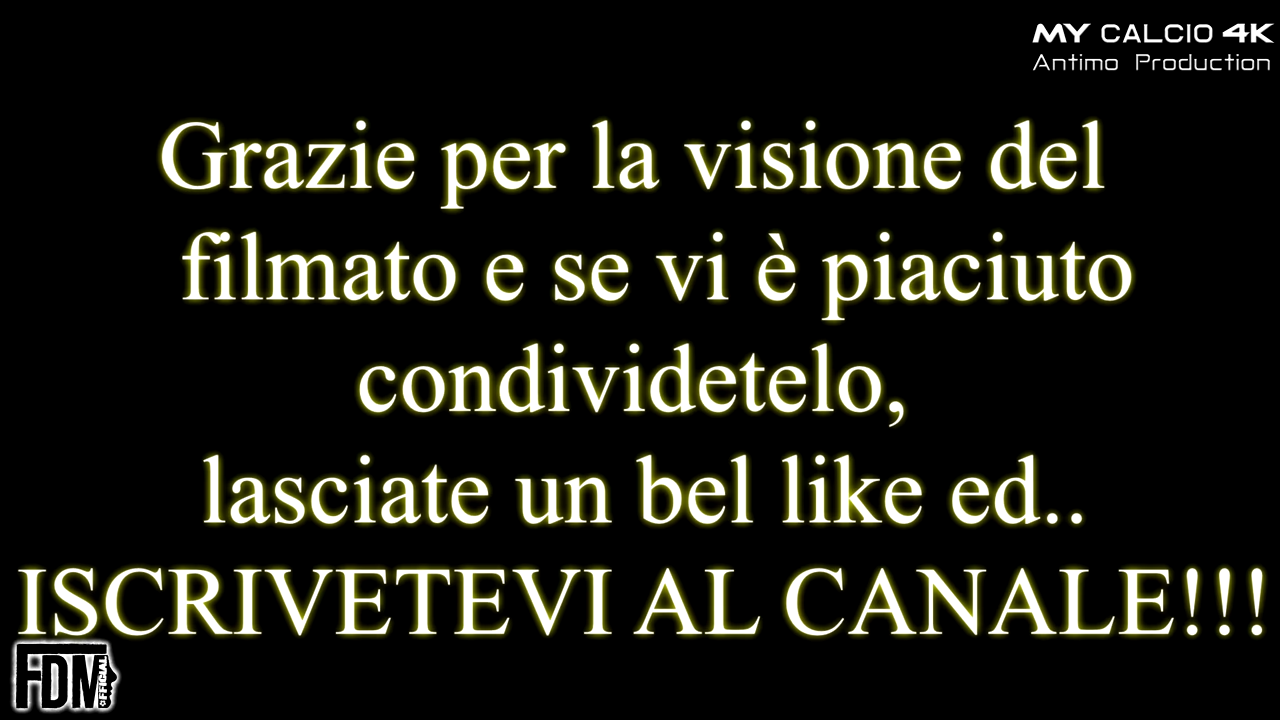 MY CALCIO 4K
Antimo Production
Grazie per la visione del
filmato e se vi è piaciuto
condividetelo,
lasciate un bel like ed..
ISCRIVETEVI AL CANALE!!!
FDM
OFFICIAL